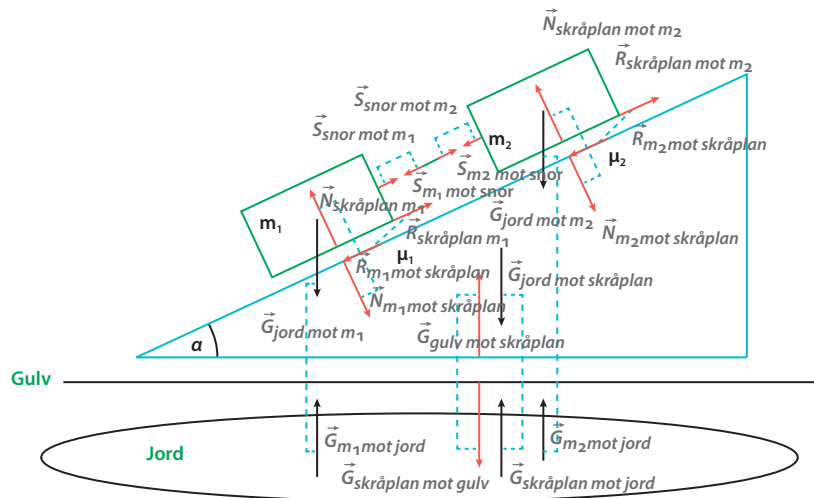 N skråplan mot m2
R skråplan mot m2
S snor mot m2
S snor mot m1
m2
R m2 mot skråplan
μ2
S m2 mot snor
S m1 mot snor
N skråplan m1
m1
G jord mot m2
N m2 mot skråplan
R skråplan m1
μ1
R m1 mot skråplan
G jord mot skråplan
N m1 mot skråplan
G jord mot m1
G gulv mot skråplan
α
Gulv
Jord
G m1 mot jord
G m2 mot jord
G skråplan mot gulv
G skråplan mot jord